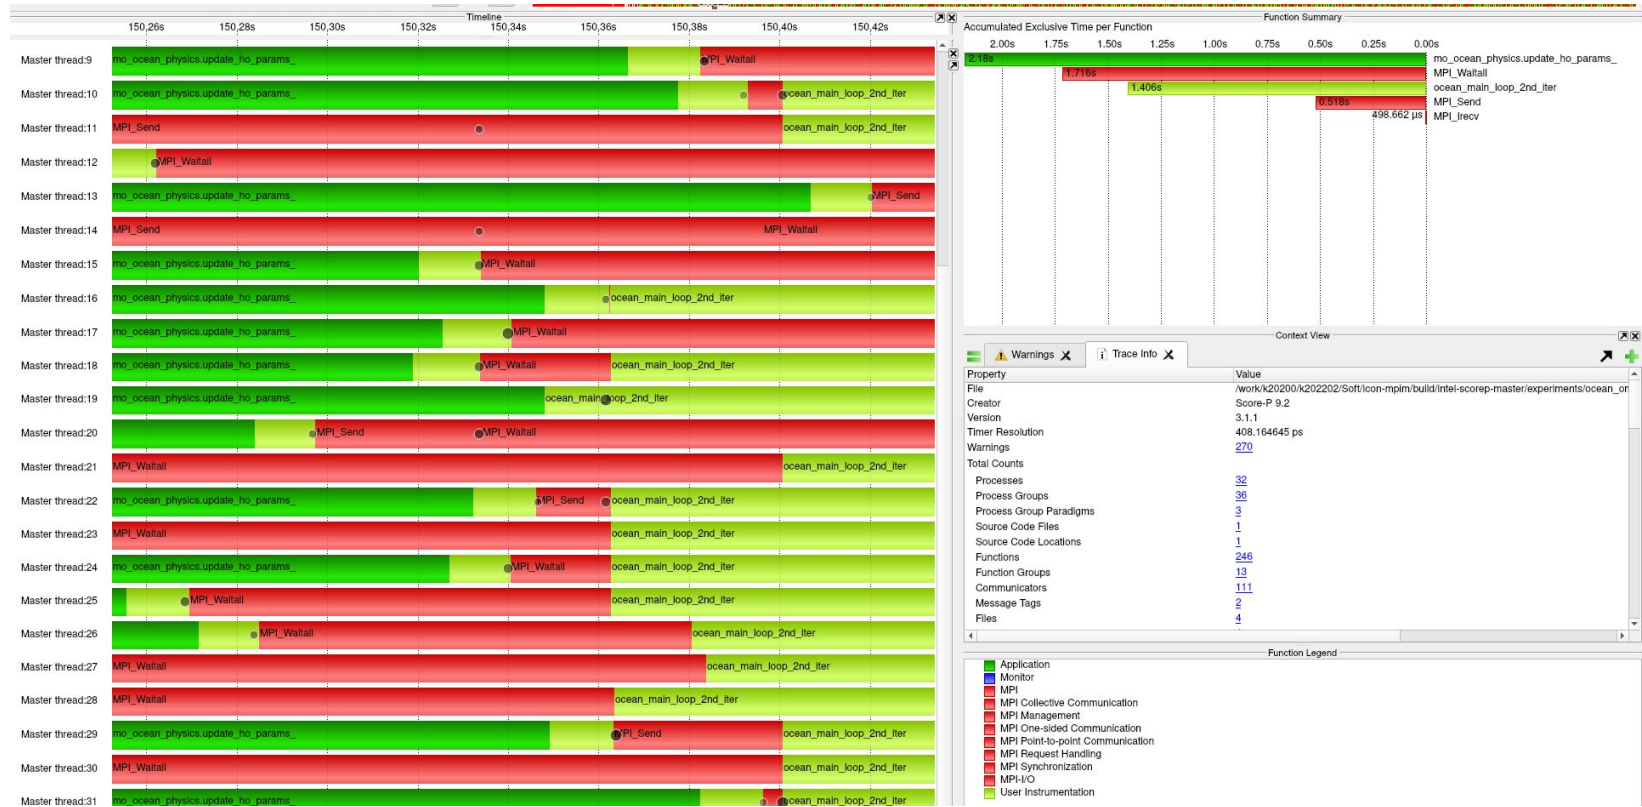 Timeline
150,26s 150,28s 150,30s 150,32s 150,34s 150,36s 150,38s 150,40s 150,42s
Master thread:9 mo_ocean_physics.update_ho_params_ MPI_Waitall
Master thread:10 mo_ocean_physics.update_ho_params_ ocean_main_loop_2nd_iter
Master thread:11 MPI_Send ocean_main_loop_2nd_iter
Master thread:12 MPI_Waitall
Master thread:13 mo_ocean_physics.update_ho_params_ MPI_Send
Master thread:14 MPI_Send MPI_Waitall
Master thread:15 mo_ocean_physics.update_ho_params_ MPI_Waitall
Master thread:16 mo_ocean_physics.update_ho_params_ ocean_main_loop_2nd_iter
Master thread:17 mo_ocean_physics.update_ho_params_ MPI_Waitall
Master thread:18 mo_ocean_physics.update_ho_params_ MPI_Waitall ocean_main_loop_2nd_iter
Master thread:19 mo_ocean_physics.update_ho_params_ ocean_main_loop_2nd_iter
Master thread:20 MPI_Send MPI_Waitall
Master thread:21 MPI_Waitall ocean_main_loop_2nd_iter
Master thread:22 mo_ocean_physics.update_ho_params_ MPI_Send ocean_main_loop_2nd_iter
Master thread:23 MPI_Waitall ocean_main_loop_2nd_iter
Master thread:24 mo_ocean_physics.update_ho_params_ MPI_Waitall ocean_main_loop_2nd_iter
Master thread:25 MPI_Waitall ocean_main_loop_2nd_iter
Master thread:26 MPI_Waitall ocean_main_loop_2nd_iter
Master thread:27 MPI_Waitall ocean_main_loop_2nd_iter
Master thread:28 MPI_Waitall ocean_main_loop_2nd_iter
Master thread:29 mo_ocean_physics.update_ho_params_ MPI_Send ocean_main_loop_2nd_iter
Master thread:30 MPI_Waitall ocean_main_loop_2nd_iter
Master thread:31 mo_ocean_physics.update_ho_params_ ocean_main_loop_2nd_iter
Function Summary
Accumulated Exclusive Time per Function
2.00s 1.75s 1.50s 1.25s 1.00s 0.75s 0.50s 0.25s 0.00s
2.18s mo_ocean_physics.update_ho_params_
1.716s MPI_Waitall
1.406s ocean_main_loop_2nd_iter
0.518s MPI_Send
498.662 µs MPI_Irecv
Context View
Warnings Trace Info
Property Value
File /work/k20200/k202202/Soft/icon-mpim/build/intel-scorep-master/experiments/ocean_on
Creator Score-P 9.2
Version 3.1.1
Timer Resolution 408.164645 ps
Warnings 270
Total Counts
Processes 32
Process Groups 36
Process Group Paradigms 3
Source Code Files 1
Source Code Locations 1
Functions 246
Function Groups 13
Communicators 111
Message Tags 2
Files 4
Function Legend
Application
Monitor
MPI
MPI Collective Communication
MPI Management
MPI One-sided Communication
MPI Point-to-point Communication
MPI Request Handling
MPI Synchronization
MPI-I/O
User Instrumentation